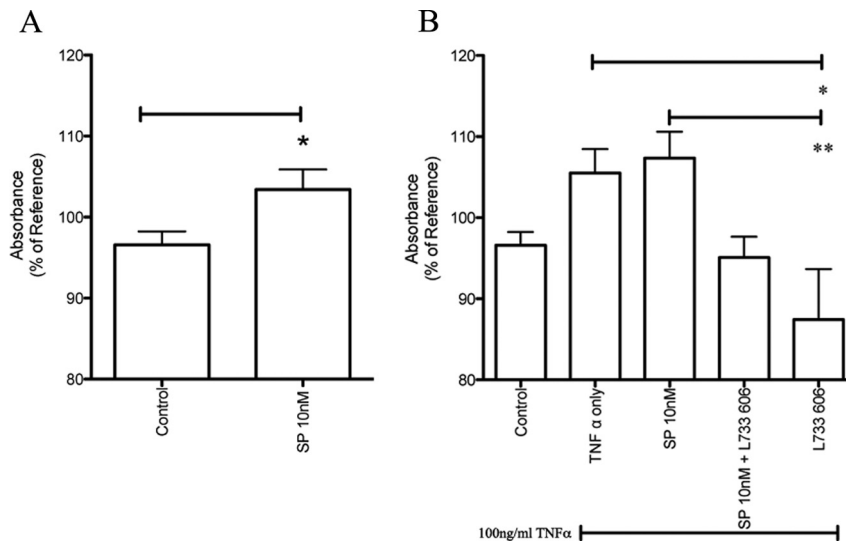 A
Absorbance
(% of Reference)
120
110
100
90
80
*
Control
SP 10nM
B
Absorbance
(% of Reference)
120
110
100
90
80
*
**
Control
TNF α only
SP 10nM
SP 10nM + L733 606
L733 606
100ng/ml TNFα